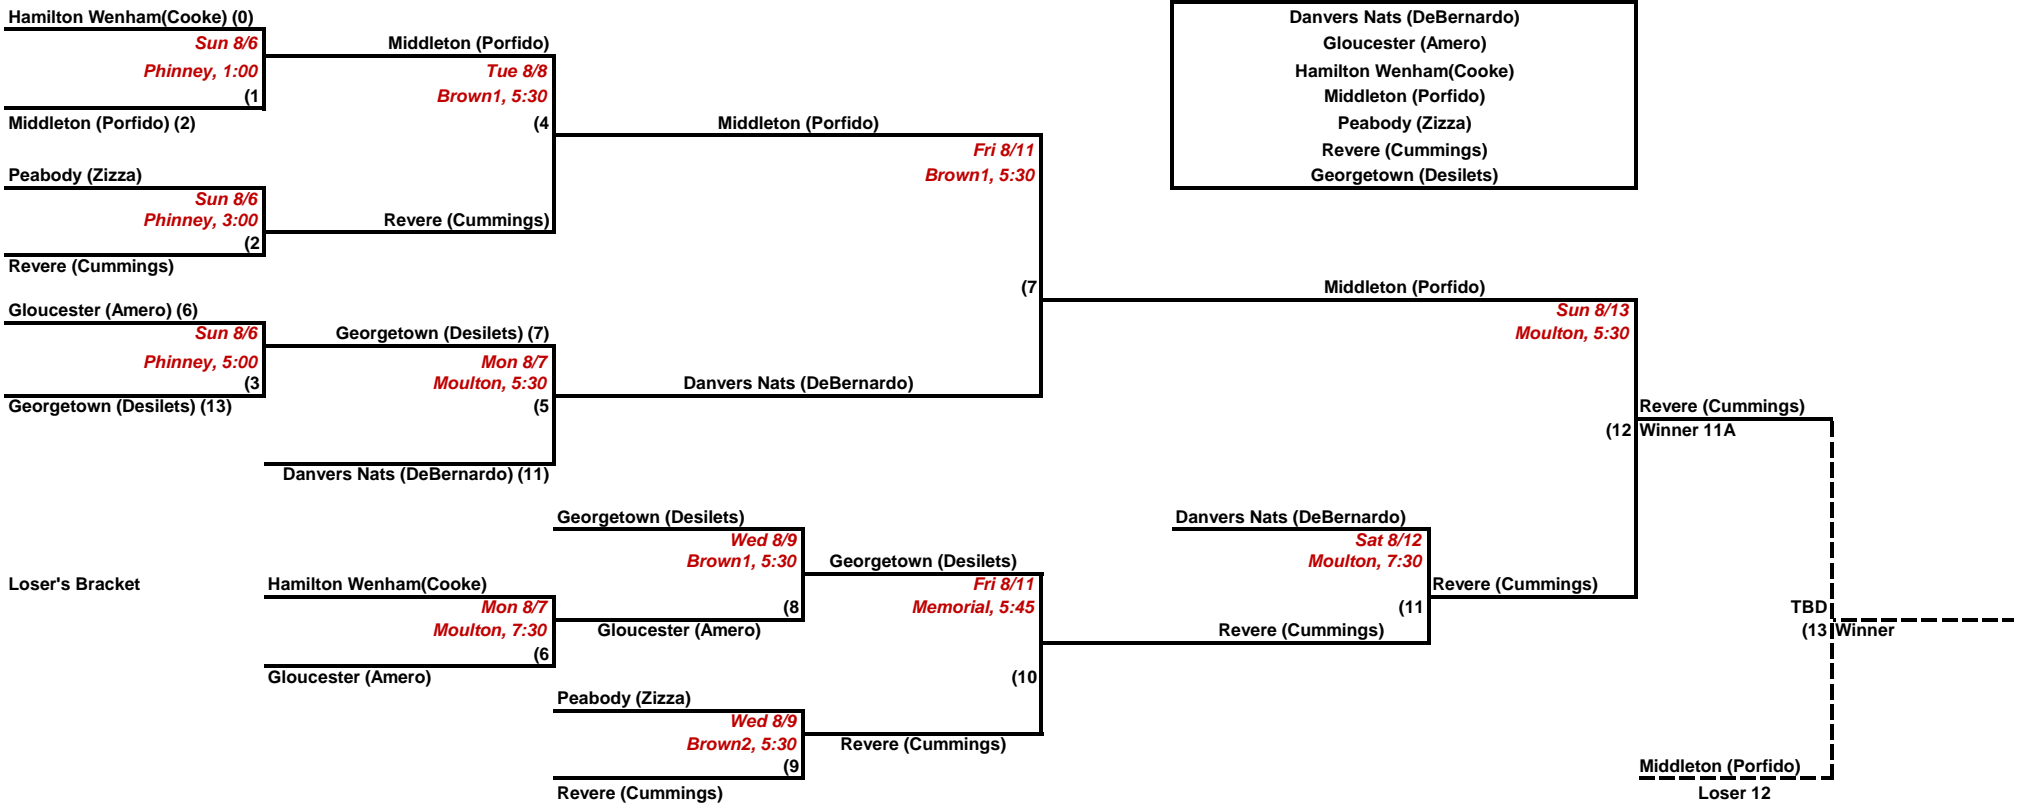 Hamilton Wenham(Cooke) (0)
Sun 8/6
Phinney, 1:00
(1
Middleton (Porfido) (2)
Middleton (Porfido)
Tue 8/8
Brown1, 5:30
(4
Peabody (Zizza)
Sun 8/6
Phinney, 3:00
(2
Revere (Cummings)
Revere (Cummings)
Middleton (Porfido)
Fri 8/11
Brown1, 5:30
(7
Gloucester (Amero) (6)
Sun 8/6
Phinney, 5:00
(3
Georgetown (Desilets) (13)
Georgetown (Desilets) (7)
Mon 8/7
Moulton, 5:30
(5
Danvers Nats (DeBernardo) (11)
Danvers Nats (DeBernardo)
Danvers Nats (DeBernardo)
Gloucester (Amero)
Hamilton Wenham(Cooke)
Middleton (Porfido)
Peabody (Zizza)
Revere (Cummings)
Georgetown (Desilets)
Middleton (Porfido)
Sun 8/13
Moulton, 5:30
(12
Revere (Cummings)
Winner 11A
Loser's Bracket
Hamilton Wenham(Cooke)
Mon 8/7
Moulton, 7:30
(6
Gloucester (Amero)
Georgetown (Desilets)
Wed 8/9
Brown1, 5:30
(8
Gloucester (Amero)
Peabody (Zizza)
Wed 8/9
Brown2, 5:30
(9
Revere (Cummings)
Georgetown (Desilets)
Fri 8/11
Memorial, 5:45
(10
Revere (Cummings)
Danvers Nats (DeBernardo)
Sat 8/12
Moulton, 7:30
(11
Revere (Cummings)
Revere (Cummings)
TBD
(13
Winner
Middleton (Porfido)
Loser 12